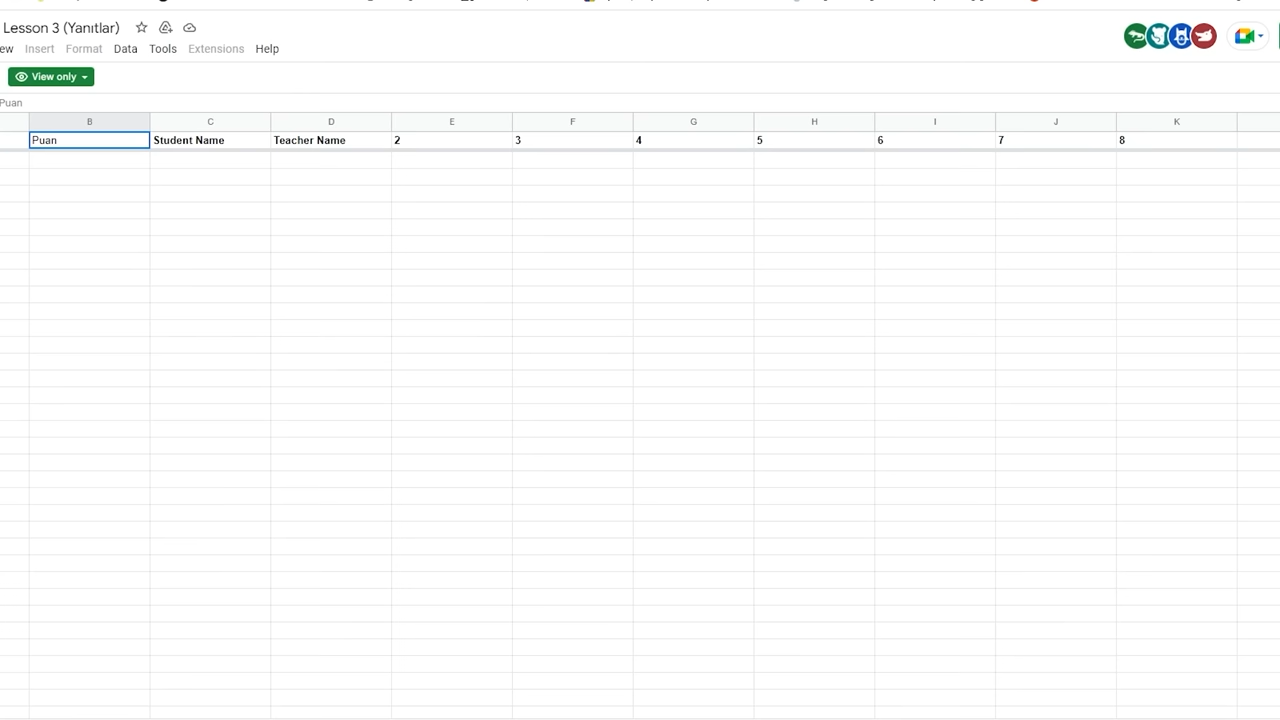 Lesson 3 (Yanıtlar)
ew Insert Format Data Tools Extensions Help
View only
Puan
B C D E F G H I J K
Puan Student Name Teacher Name 2 3 4 5 6 7 8